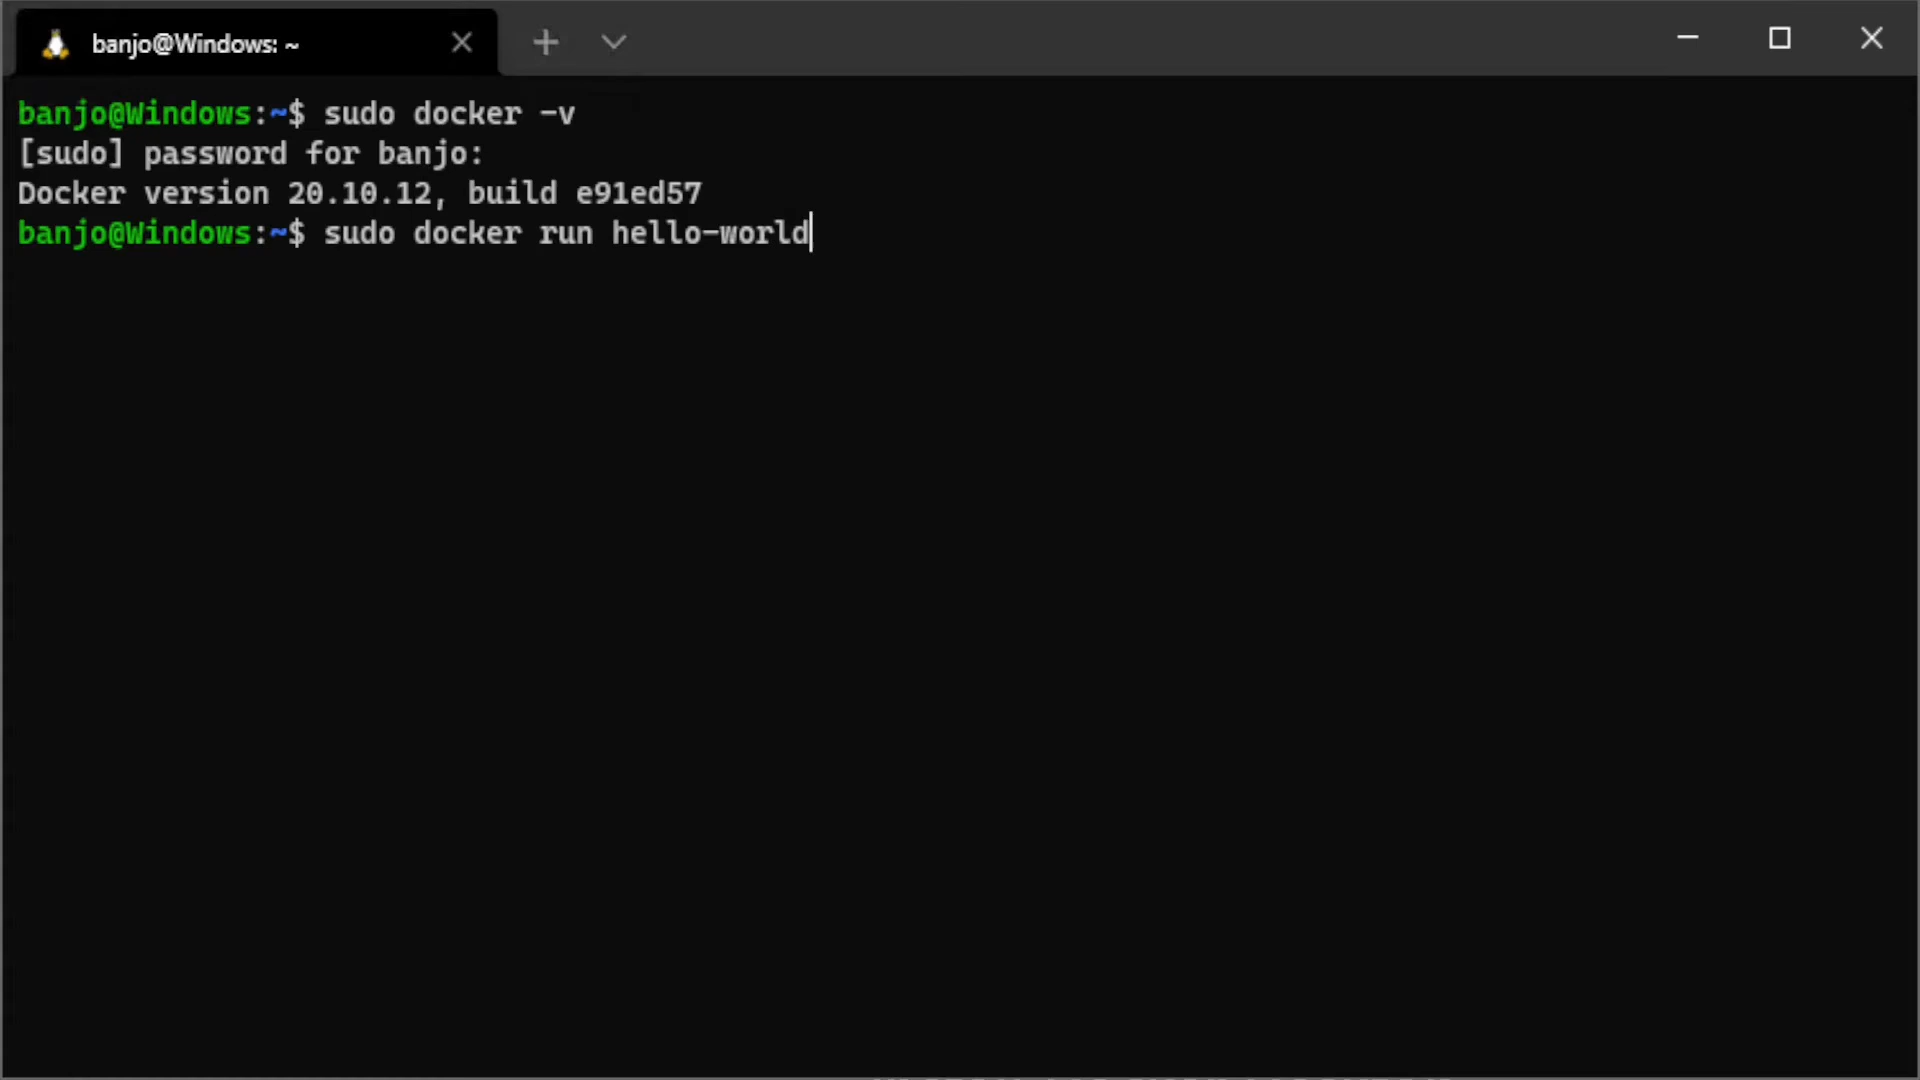 banjo@Windows: ~
banjo@Windows:~$ sudo docker -v
[sudo] password for banjo:
Docker version 20.10.12, build e91ed57
banjo@Windows:~$ sudo docker run hello-world